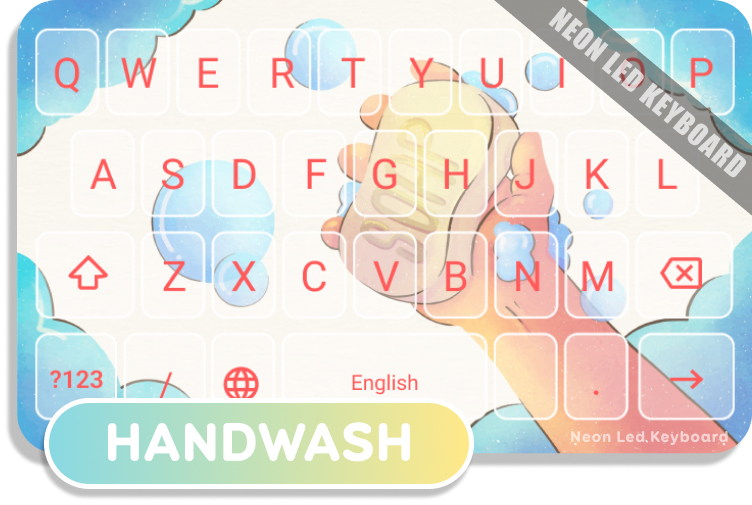 NEON LED KEYBOARD
Q W E R T Y U I O P
A S D F G H J K L
Z X C V B N M
?123 / English .
HANDWASH
Neon Led Keyboard